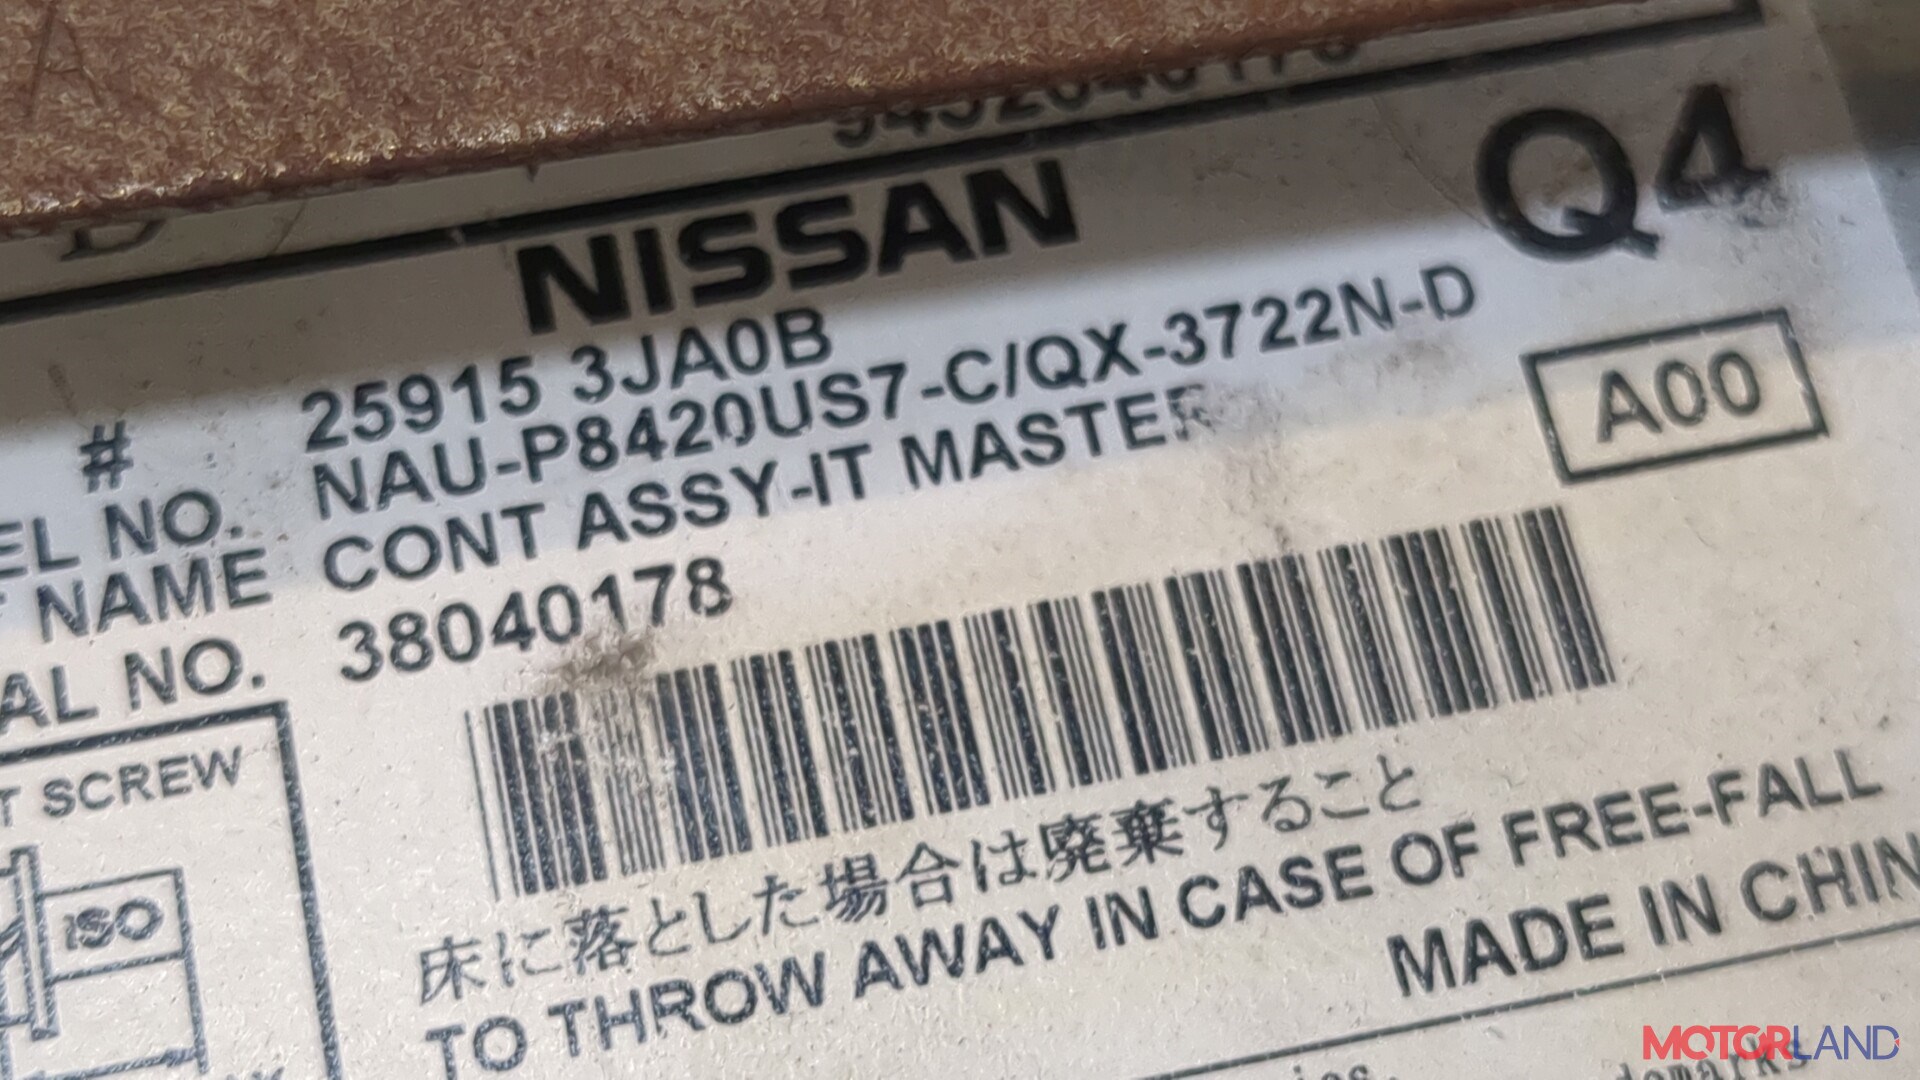 NISSAN
Q4
# 25915 3JA0B
EL NO. NAU-P8420US7-C/QX-3722N-D
NAME CONT ASSY-IT MASTER
A00
AL NO. 38040178
T SCREW
ISO
床に落とした場合は廃棄すること
TO THROW AWAY IN CASE OF FREE-FALL
MADE IN CHIN
MOTORLAND